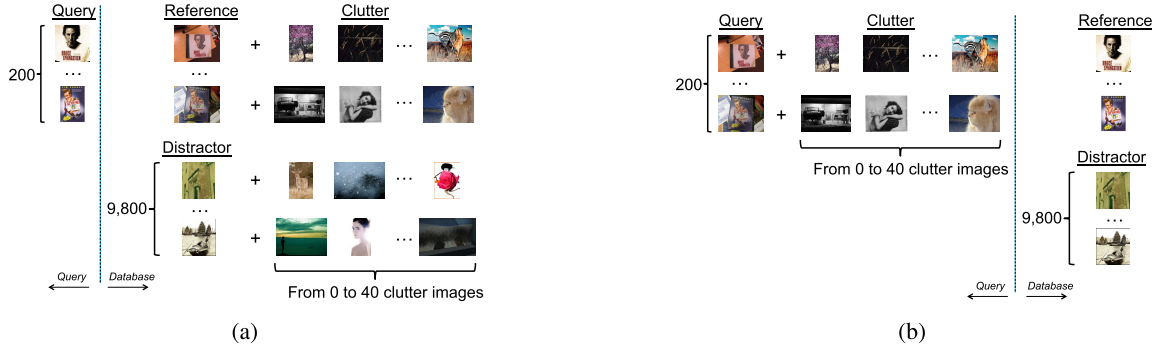 Query
Reference
Clutter
200
+
...
...
...
+
...
Distractor
9,800
+
...
...
+
...
Query
Database
From 0 to 40 clutter images
(a)
Query
Clutter
Reference
200
+
...
...
...
+
...
From 0 to 40 clutter images
Distractor
9,800
...
Query
Database
(b)